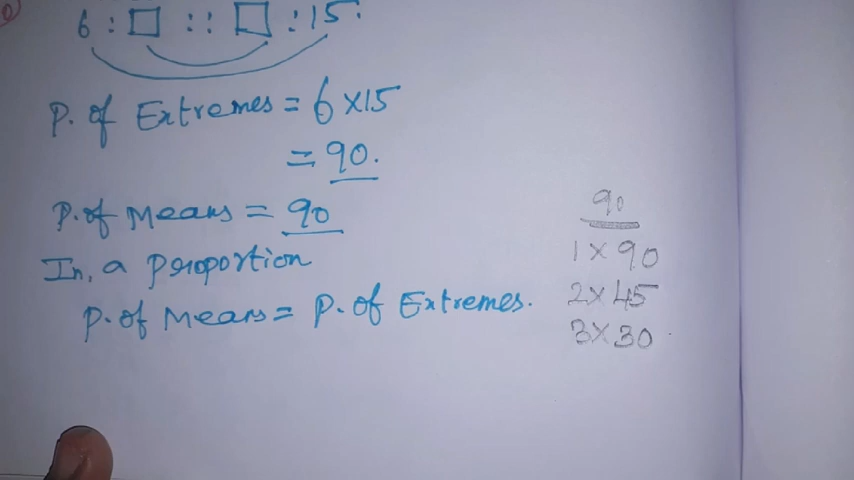 6 : □ :: □ : 15.
P. of Extremes = 6 × 15
= 90.
P. of Means = 90
In, a proportion
P. of Means = P. of Extremes.
90
1 × 90
2 × 45
3 × 30